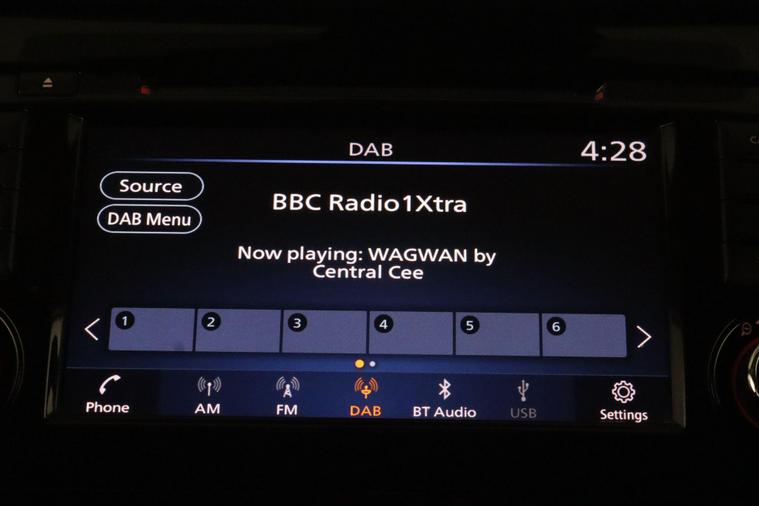 DAB
4:28
Source
DAB Menu
BBC Radio1Xtra
Now playing: WAGWAN by
Central Cee
1 2 3 4 5 6
Phone AM FM DAB BT Audio USB Settings